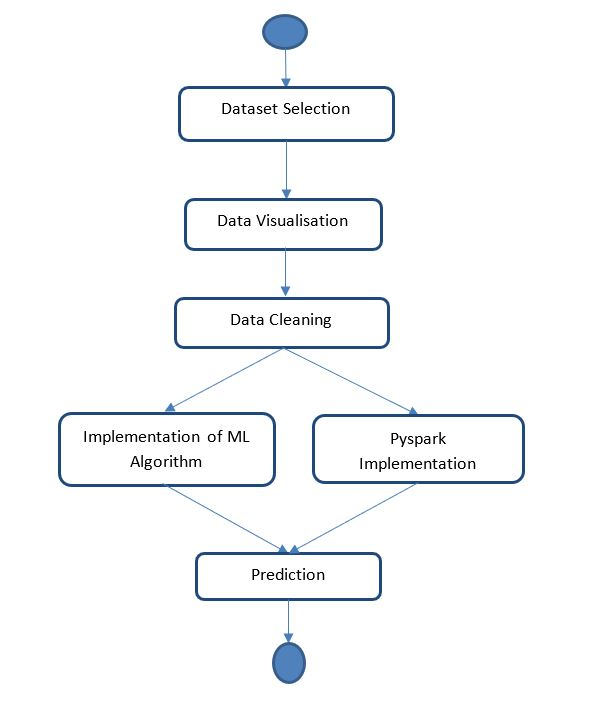 Dataset Selection
Data Visualisation
Data Cleaning
Implementation of ML
Algorithm
Pyspark
Implementation
Prediction